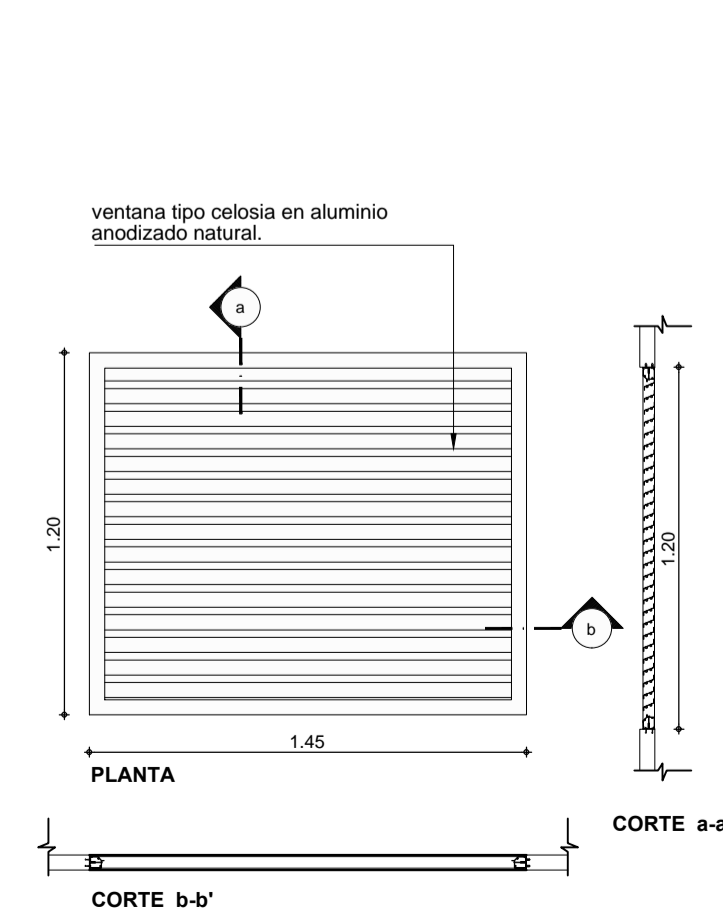 ventana tipo celosia en aluminio
anodizado natural.
a
1.20
1.20
b
1.45
PLANTA
CORTE a-a
CORTE b-b'